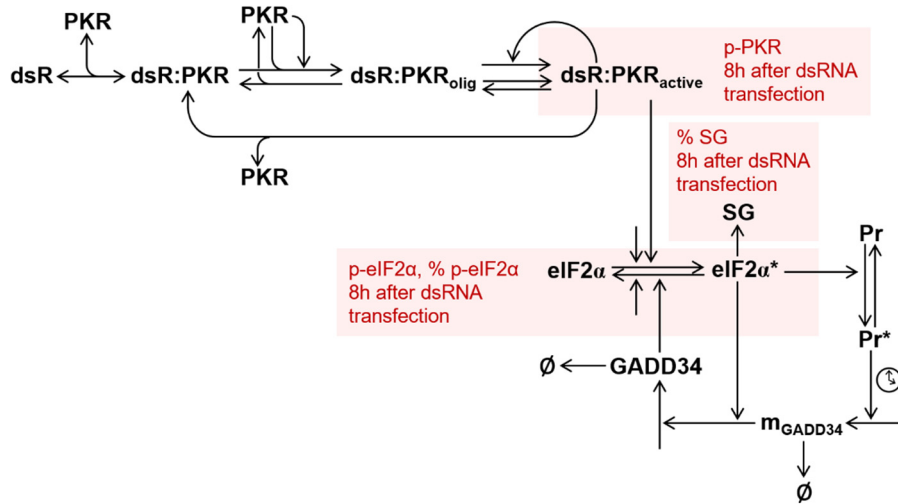 PKR
PKR
dsR
dsR:PKR
dsR:PKRolig
dsR:PKRactive
p-PKR
8h after dsRNA
transfection
PKR
% SG
8h after dsRNA
transfection
SG
Pr
p-eIF2α, % p-eIF2α
8h after dsRNA
transfection
eIF2α
eIF2α*
Pr*
Ø
GADD34
mGADD34
Ø